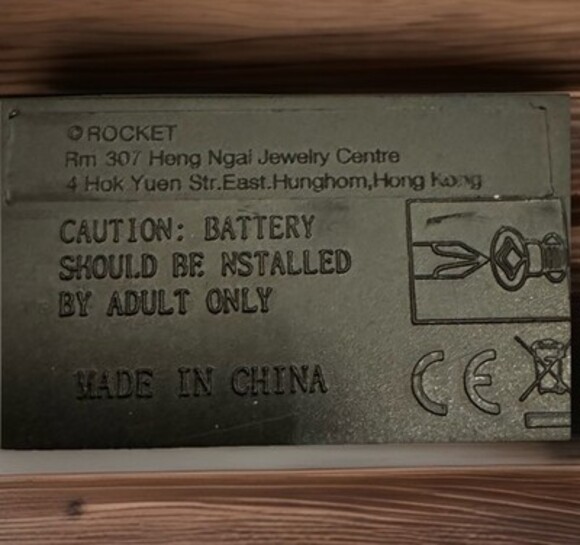 © ROCKET
Rm 307 Heng Ngai Jewelry Centre
4 Hok Yuen Str.East.Hunghom,Hong Kong
CAUTION: BATTERY
SHOULD BE NSTALLED
BY ADULT ONLY
MADE IN CHINA
CE